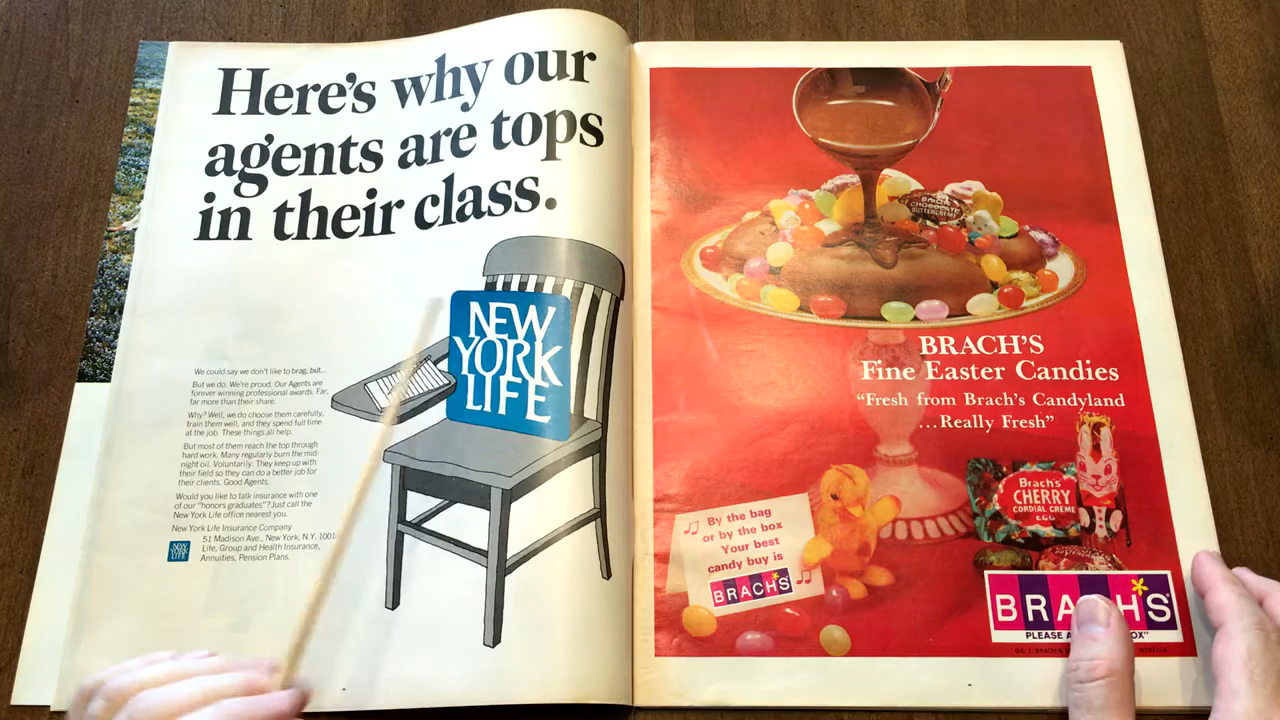 Here's why our
agents are tops
in their class.
NEW
YORK
LIFE
We could say we don't like to brag, but...
But we do. We're proud. Our Agents are
forever winning professional awards. Far,
far more than their share.
Why? Well, we do choose them carefully,
train them well, and they spend full time
at the job. These things all help.
But most of them reach the top through
hard work. Many regularly burn the mid-
night oil. Voluntarily. They keep up with
their field so they can do a better job for
their clients. Good Agents.
Would you like to talk insurance with one
of our "honors graduates"? Just call the
New York Life office nearest you.
New York Life Insurance Company
51 Madison Ave., New York, N.Y. 1001
Life, Group and Health Insurance,
Annuities, Pension Plans.
NEW
YORK
LIFE
BRACH'S
CHOCOLATE
BUTTERCREME
BRACH'S
Fine Easter Candies
"Fresh from Brach's Candyland
...Really Fresh"
Brach's
CHERRY
CORDIAL CREME
EGG
By the bag
or by the box
Your best
candy buy is
BRACH'S
BRACH'S
PLEASE